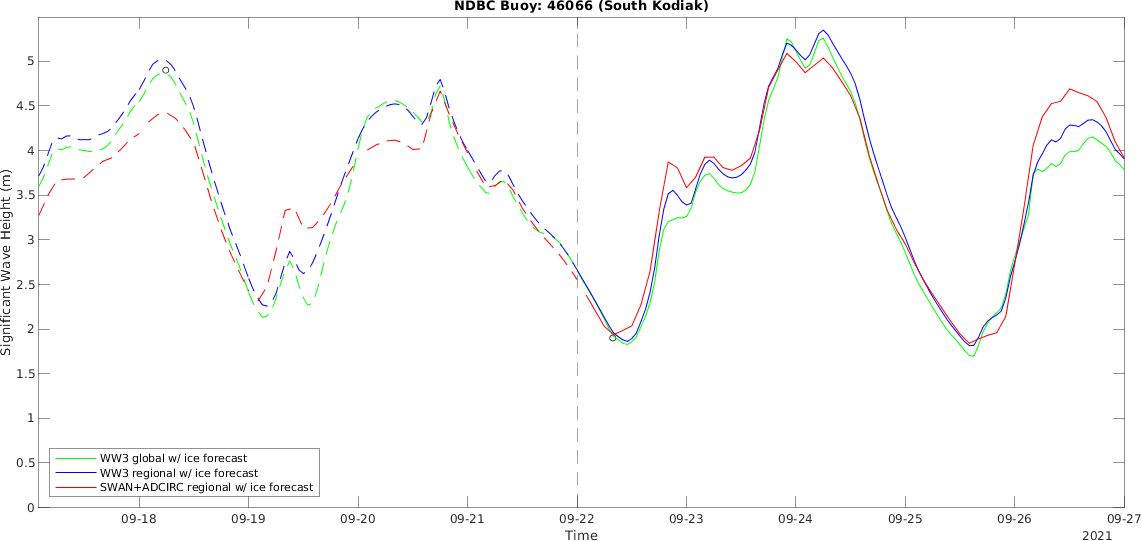 NDBC Buoy: 46066 (South Kodiak)
Significant Wave Height (m)
5
4.5
4
3.5
3
2.5
2
1.5
1
0.5
0
WW3 global w/ ice forecast
WW3 regional w/ ice forecast
SWAN+ADCIRC regional w/ ice forecast
09-18 09-19 09-20 09-21 09-22 09-23 09-24 09-25 09-26 09-27
Time
2021